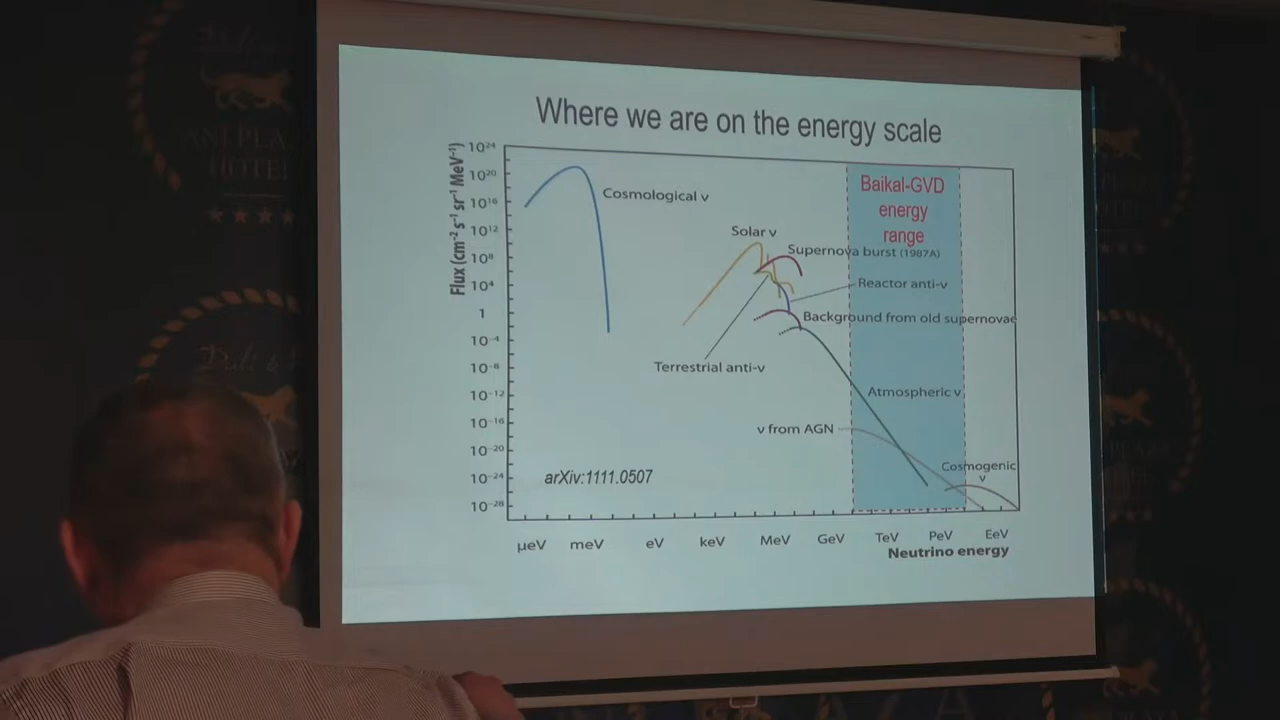 Where we are on the energy scale
Flux (cm⁻² s⁻¹ sr⁻¹ MeV⁻¹)
10²⁴
10²⁰
10¹⁶
10¹²
10⁸
10⁴
1
10⁻⁴
10⁻⁸
10⁻¹²
10⁻¹⁶
10⁻²⁰
10⁻²⁴
10⁻²⁸
Cosmological ν
Solar ν
Baikal-GVD
energy
range
Supernova burst (1987A)
Reactor anti-ν
Background from old supernovae
Terrestrial anti-ν
Atmospheric ν
ν from AGN
Cosmogenic
ν
arXiv:1111.0507
μeV meV eV keV MeV GeV TeV PeV EeV
Neutrino energy
PLAZA
HOTEL